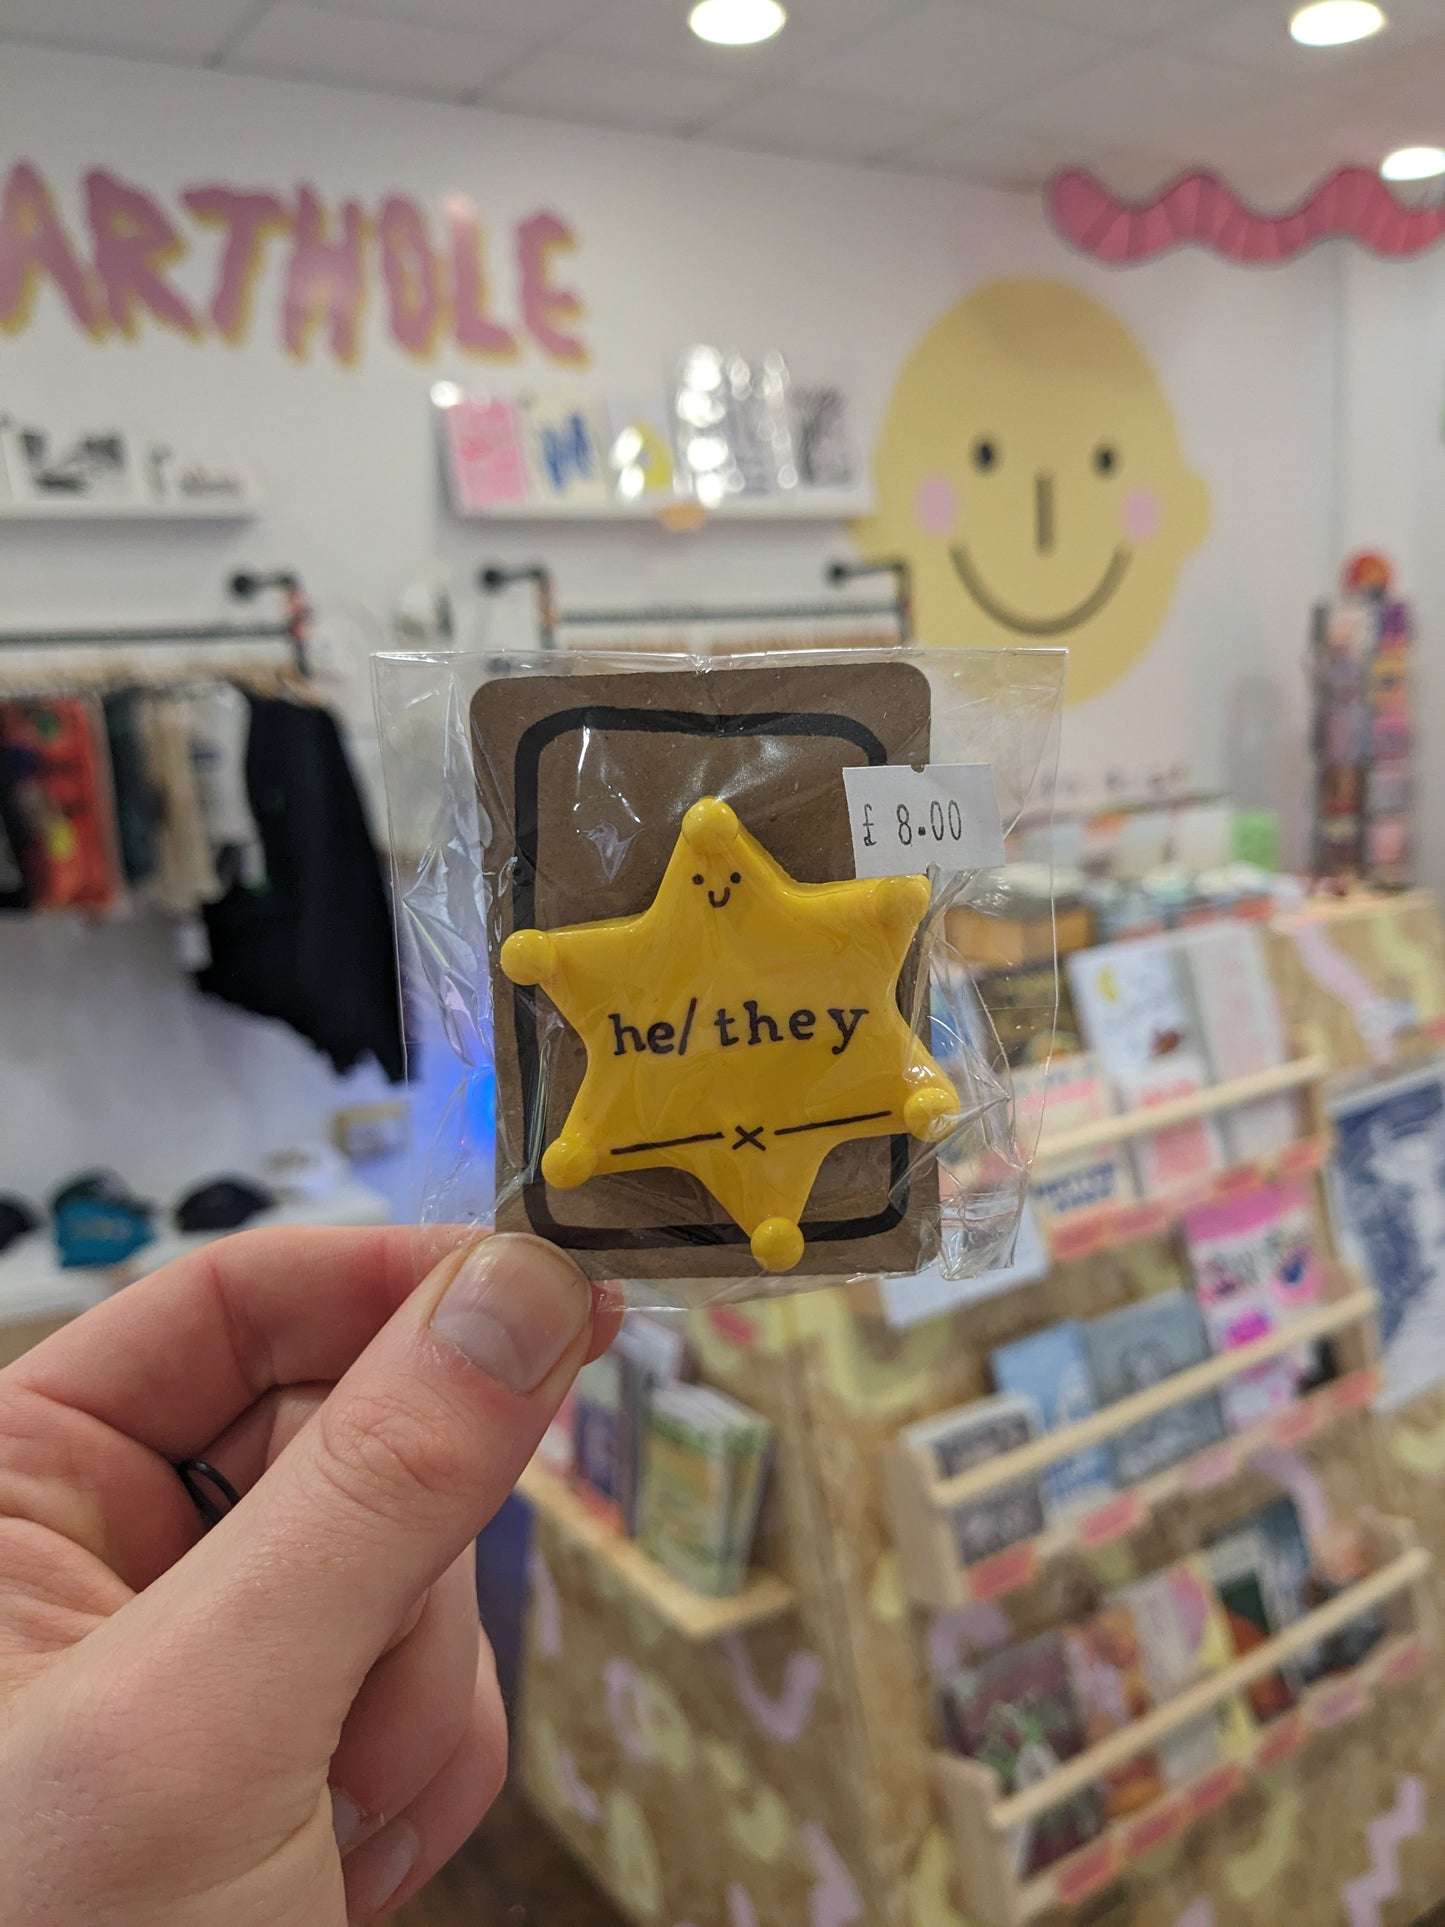 ARTHOLE
£ 8.00
he/they